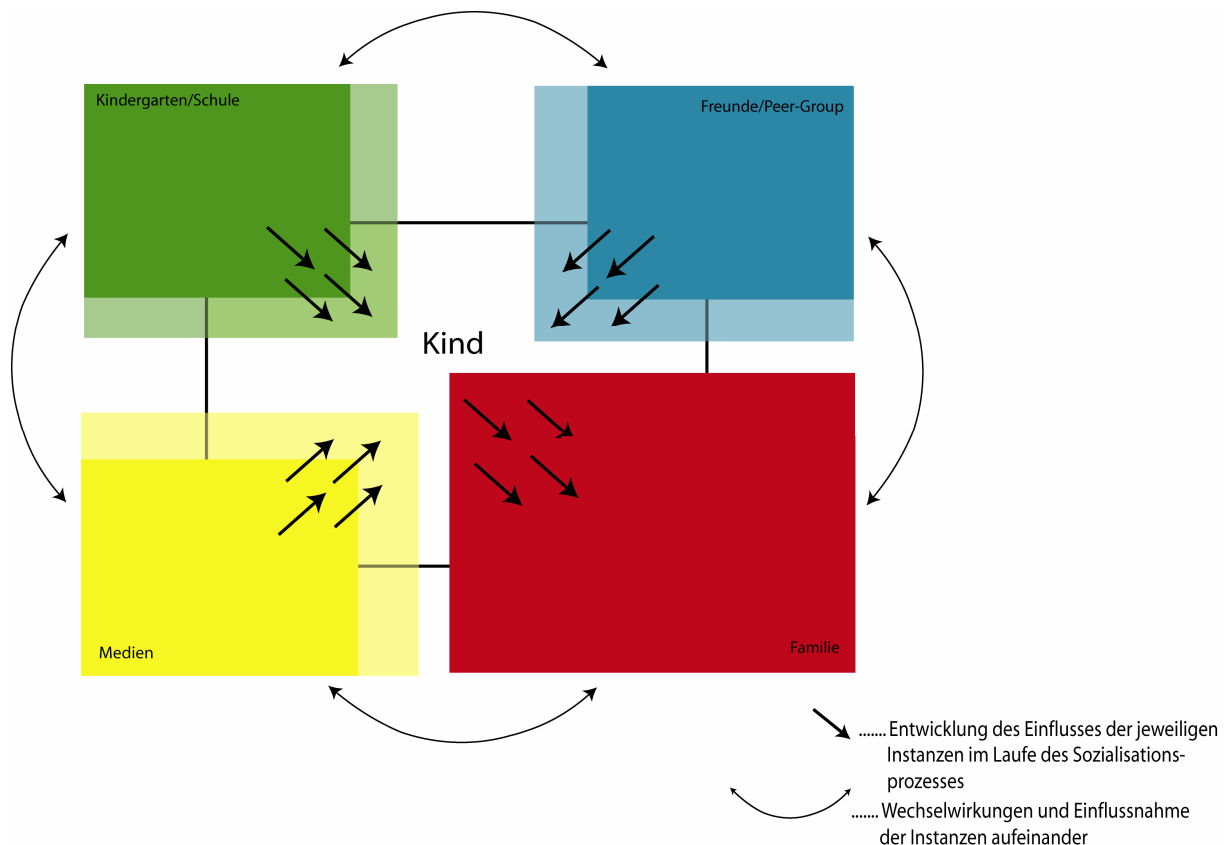 Kindergarten/Schule
Freunde/Peer-Group
Kind
Medien
Familie
....... Entwicklung des Einflusses der jeweiligen
Instanzen im Laufe des Sozialisations-
prozesses
....... Wechselwirkungen und Einflussnahme
der Instanzen aufeinander